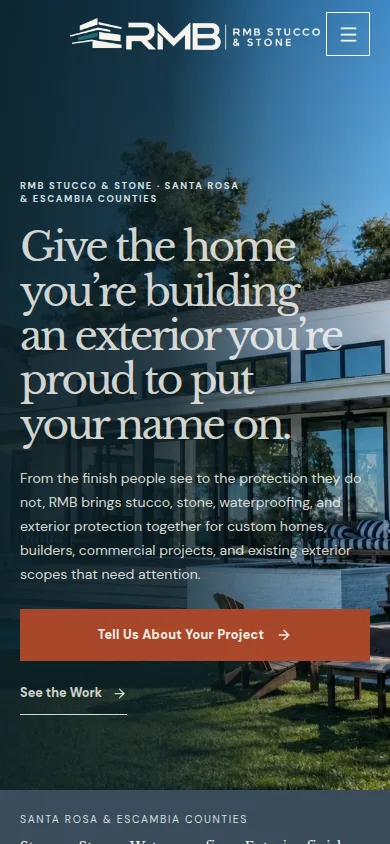 RMB
RMB STUCCO
& STONE
RMB STUCCO & STONE · SANTA ROSA
& ESCAMBIA COUNTIES
Give the home
you’re building
an exterior you’re
proud to put
your name on.
From the finish people see to the protection they do
not, RMB brings stucco, stone, waterproofing, and
exterior protection together for custom homes,
builders, commercial projects, and existing exterior
scopes that need attention.
Tell Us About Your Project →
See the Work →
SANTA ROSA & ESCAMBIA COUNTIES